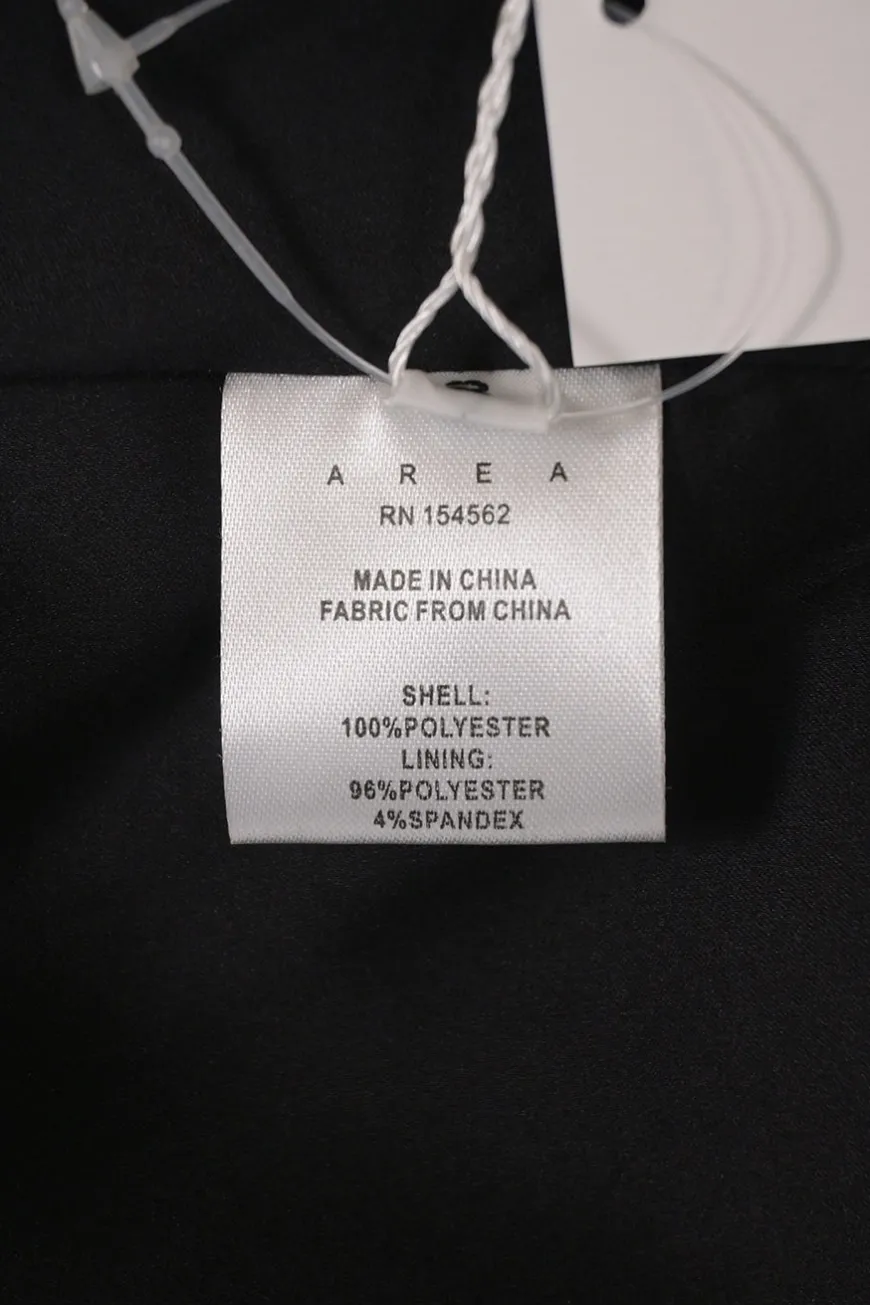 A R E A
RN 154562
MADE IN CHINA
FABRIC FROM CHINA
SHELL:
100%POLYESTER
LINING:
96%POLYESTER
4%SPANDEX